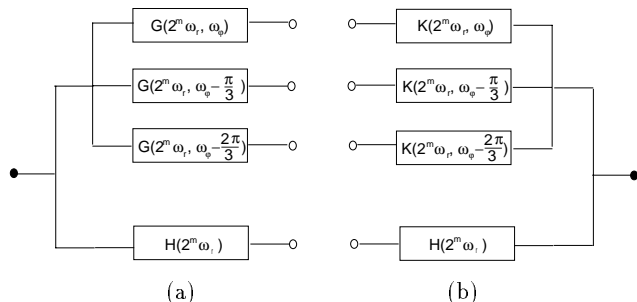 G(2^m ω_r, ω_φ)
K(2^m ω_r, ω_φ)
G(2^m ω_r, ω_φ−π/3)
K(2^m ω_r, ω_φ−π/3)
G(2^m ω_r, ω_φ−2π/3)
K(2^m ω_r, ω_φ−2π/3)
H(2^m ω_r)
H(2^m ω_r)
(a)
(b)